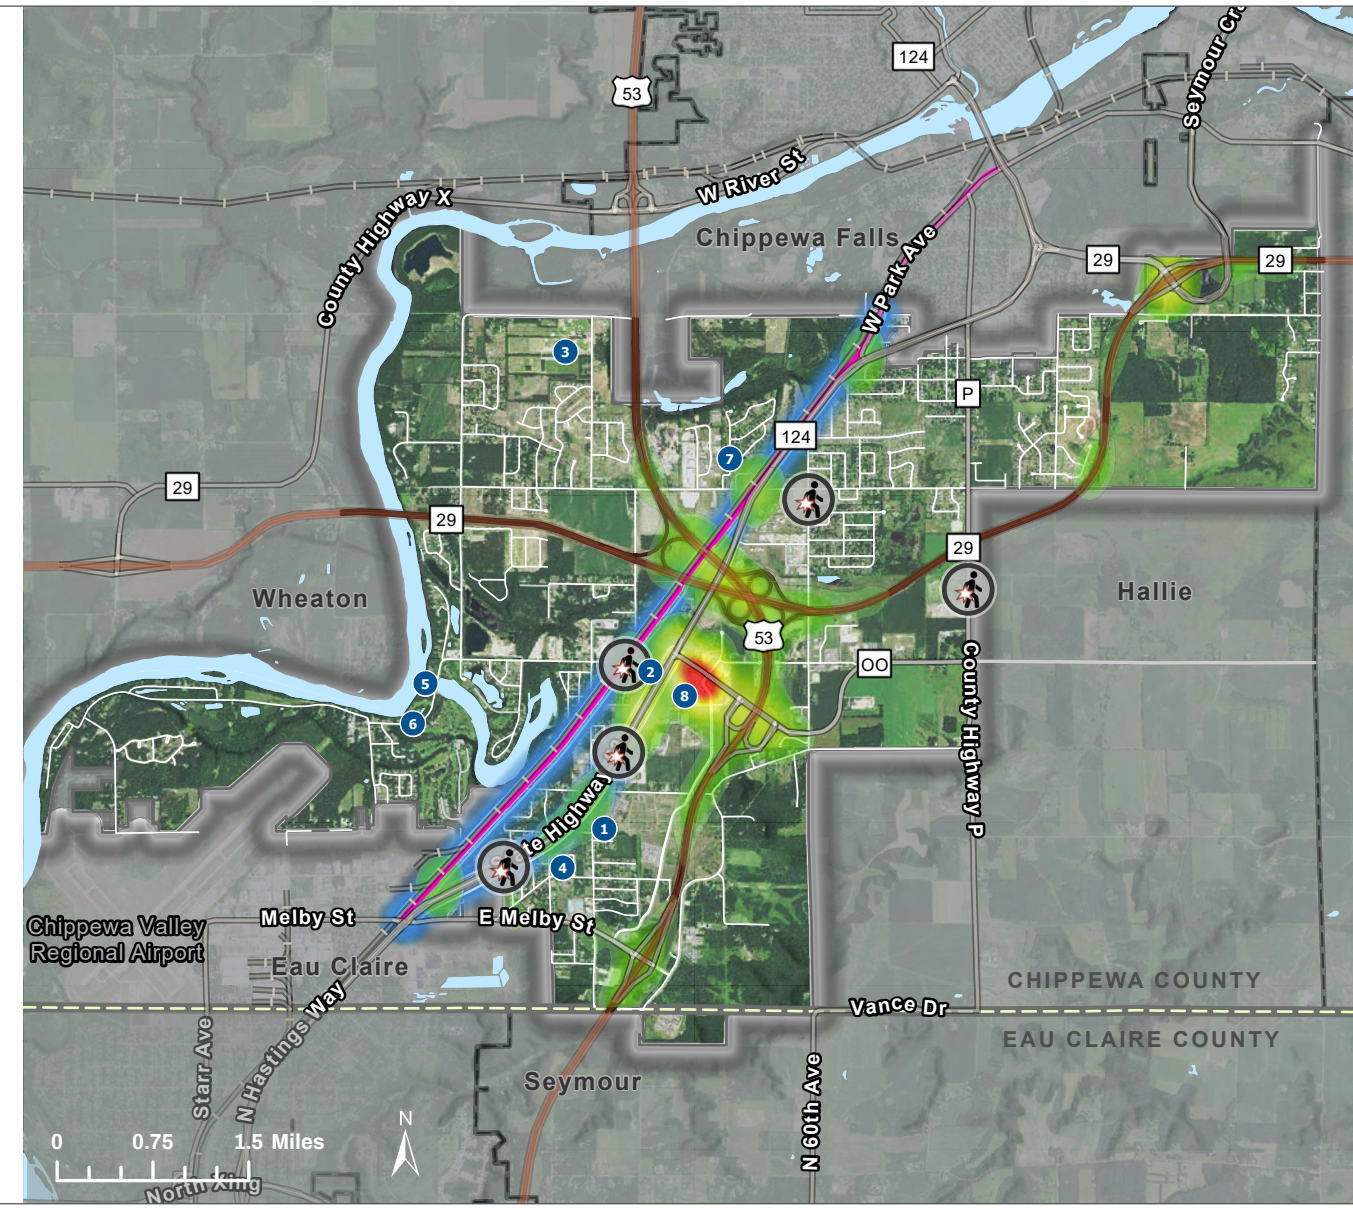 124
53
Seymour Cr
W River St
County Highway X
Chippewa Falls
W Park Ave
29
29
3
P
124
7
29
29
29
Wheaton
Hallie
53
2
OO
5
8
6
County Highway P
te Highway
1
4
Melby St
E Melby St
Chippewa Valley
Regional Airport
Eau Claire
CHIPPEWA COUNTY
Vance Dr
EAU CLAIRE COUNTY
Starr Ave
N Hastings Way
Seymour
N 60th Ave
N
0 0.75 1.5 Miles
North Xing